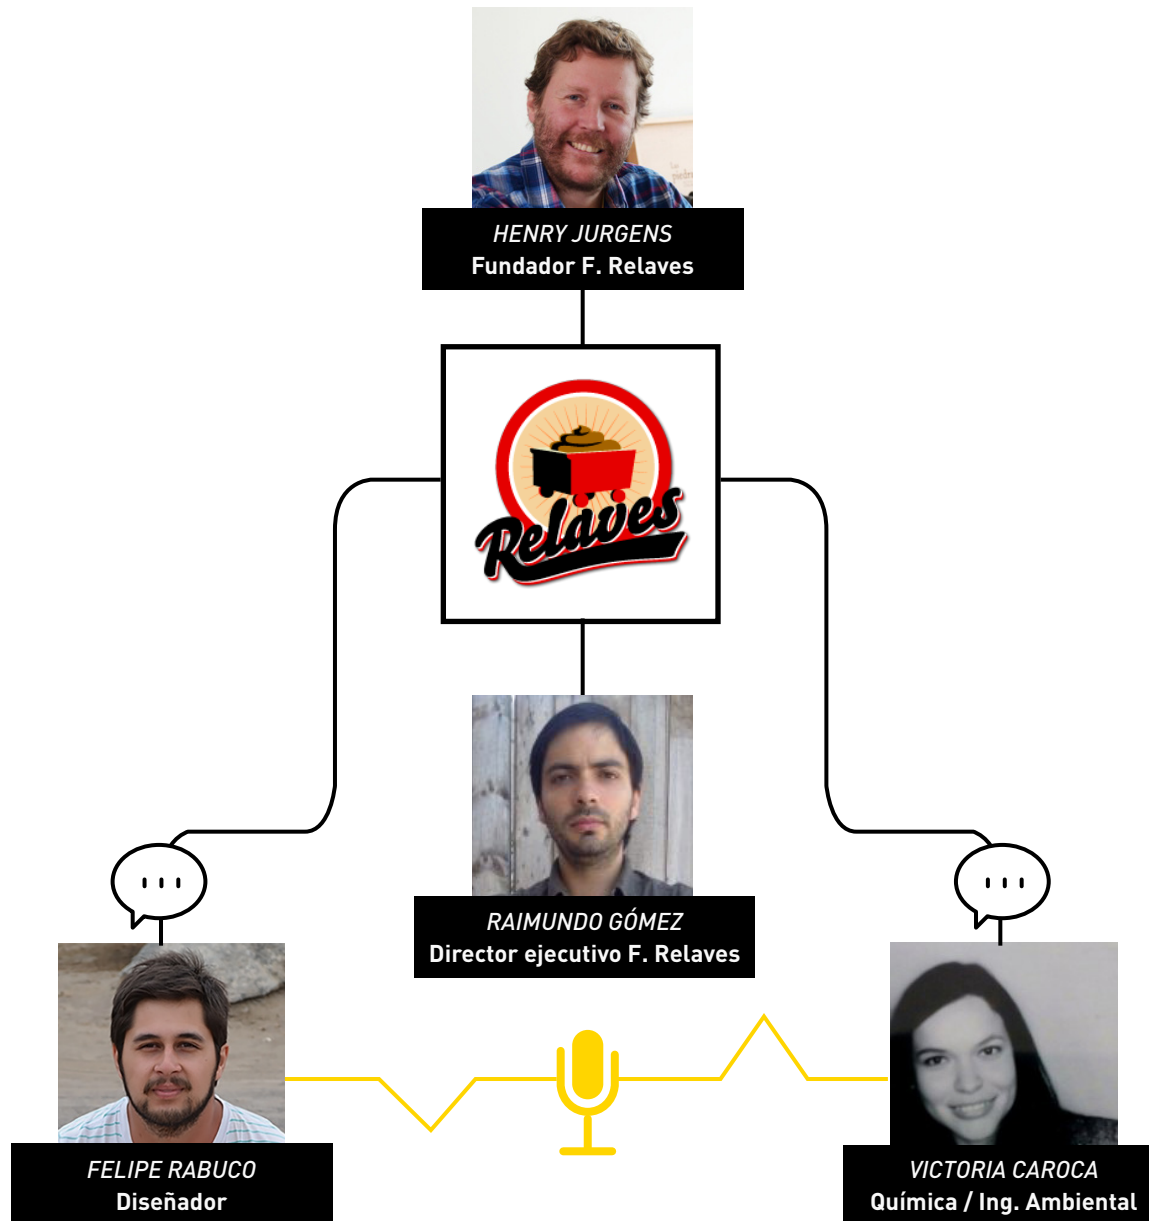 HENRY JURGENS
Fundador F. Relaves
Relaves
RAIMUNDO GÓMEZ
Director ejecutivo F. Relaves
FELIPE RABUCO
Diseñador
VICTORIA CAROCA
Química / Ing. Ambiental